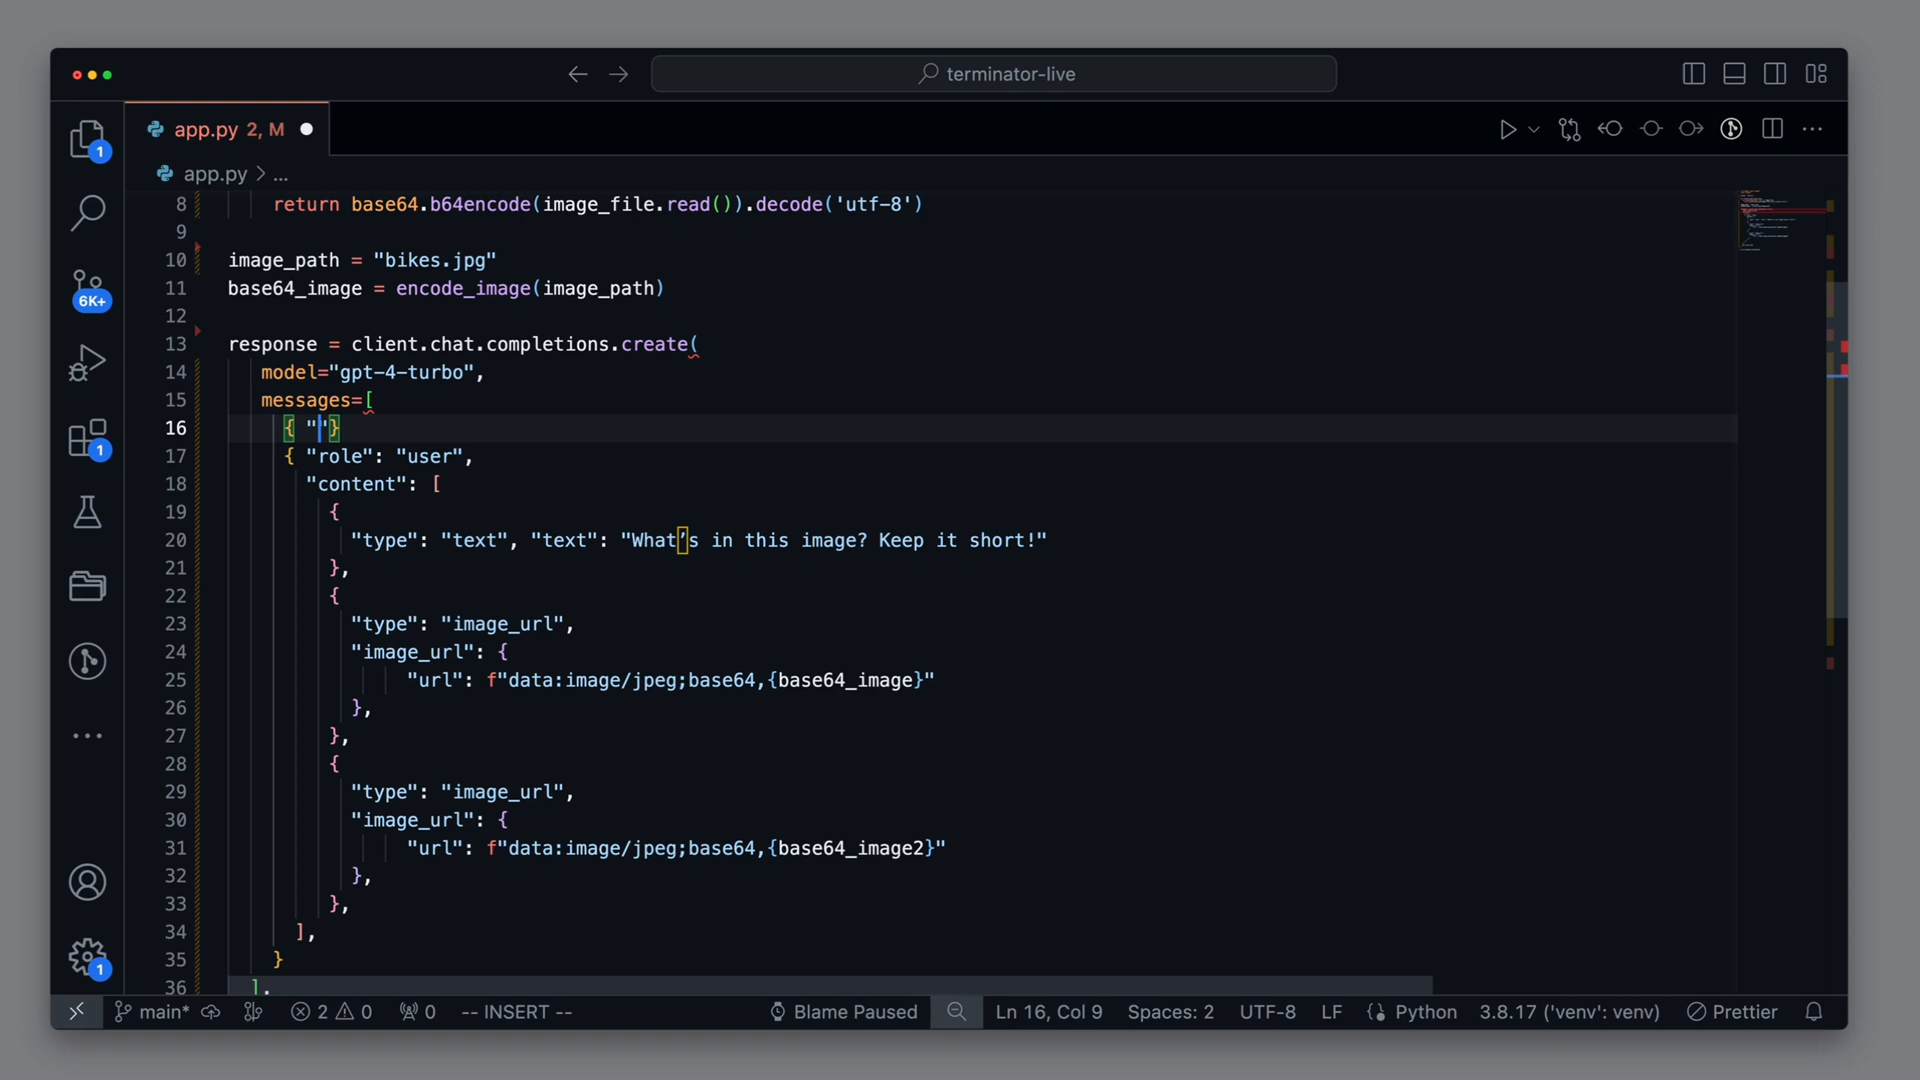 terminator-live
app.py 2, M
app.py > ...
1
6K+
1
1
8 return base64.b64encode(image_file.read()).decode('utf-8')
9
10 image_path = "bikes.jpg"
11 base64_image = encode_image(image_path)
12
13 response = client.chat.completions.create(
14 model="gpt-4-turbo",
15 messages=[
16 { ""}
17 { "role": "user",
18 "content": [
19 {
20 "type": "text", "text": "What’s in this image? Keep it short!"
21 },
22 {
23 "type": "image_url",
24 "image_url": {
25 "url": f"data:image/jpeg;base64,{base64_image}"
26 },
27 },
28 {
29 "type": "image_url",
30 "image_url": {
31 "url": f"data:image/jpeg;base64,{base64_image2}"
32 },
33 },
34 ],
35 }
36 ],
main* 2 0 0 -- INSERT -- Blame Paused Ln 16, Col 9 Spaces: 2 UTF-8 LF Python 3.8.17 ('venv': venv) Prettier